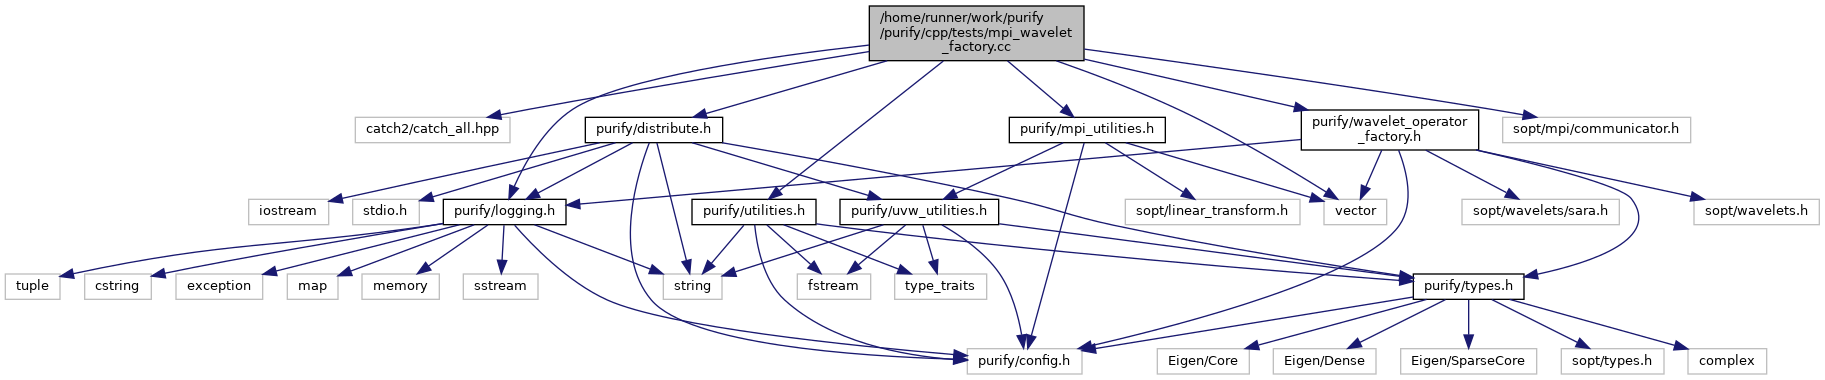 /home/runner/work/purify
/purify/cpp/tests/mpi_wavelet
_factory.cc
catch2/catch_all.hpp
purify/distribute.h
purify/mpi_utilities.h
purify/wavelet_operator
_factory.h
sopt/mpi/communicator.h
iostream
stdio.h
purify/logging.h
purify/utilities.h
purify/uvw_utilities.h
sopt/linear_transform.h
vector
sopt/wavelets/sara.h
sopt/wavelets.h
tuple
cstring
exception
map
memory
sstream
string
fstream
type_traits
purify/types.h
purify/config.h
Eigen/Core
Eigen/Dense
Eigen/SparseCore
sopt/types.h
complex